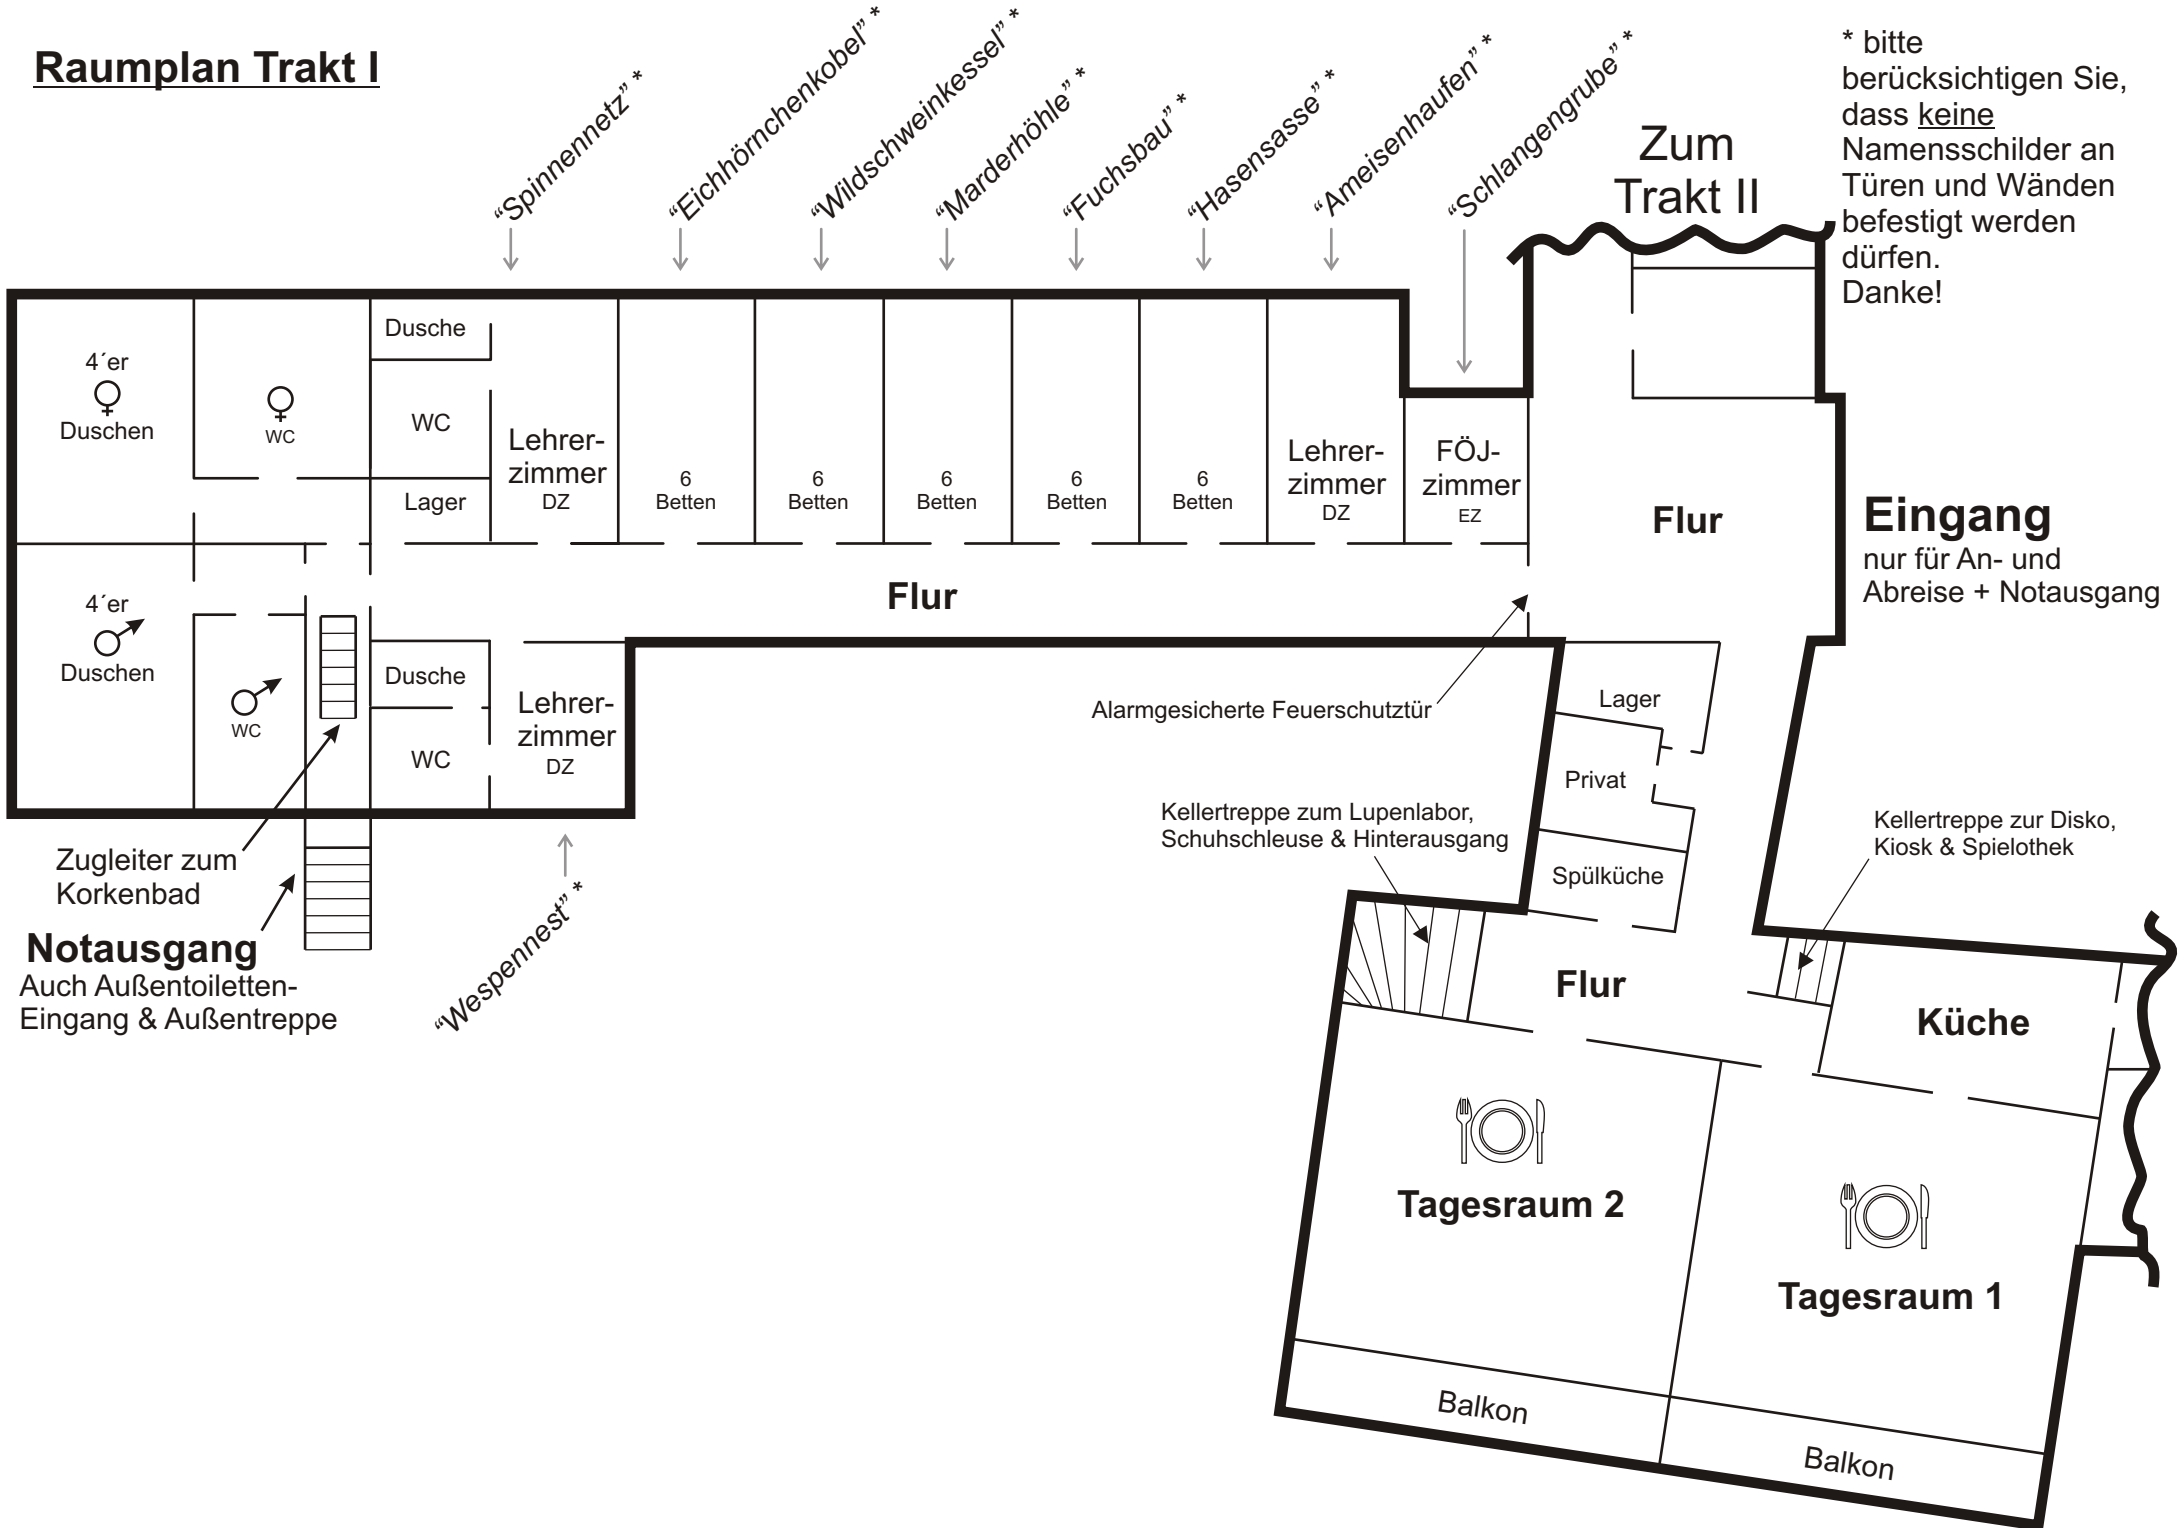 Raumplan Trakt I
“Spinnennetz” *
“Eichhörnchenkobel” *
“Wildschweinkessel” *
“Marderhöhle” *
“Fuchsbau” *
“Hasensasse” *
“Ameisenhaufen” *
“Schlangengrube” *
Zum
Trakt II
* bitte
berücksichtigen Sie,
dass keine
Namensschilder an
Türen und Wänden
befestigt werden
dürfen.
Danke!
4´er
♀
Duschen
♀
WC
Dusche
WC
Lager
Lehrer-
zimmer
DZ
6
Betten
6
Betten
6
Betten
6
Betten
6
Betten
Lehrer-
zimmer
DZ
FÖJ-
zimmer
EZ
Flur
Eingang
nur für An- und
Abreise + Notausgang
Flur
4´er
♂
Duschen
♂
WC
Dusche
WC
Lehrer-
zimmer
DZ
Alarmgesicherte Feuerschutztür
Lager
Privat
Spülküche
Kellertreppe zum Lupenlabor,
Schuhschleuse & Hinterausgang
Kellertreppe zur Disko,
Kiosk & Spielothek
Zugleiter zum
Korkenbad
Notausgang
Auch Außentoiletten-
Eingang & Außentreppe
“Wespennest” *
Flur
Küche
Tagesraum 2
Tagesraum 1
Balkon
Balkon